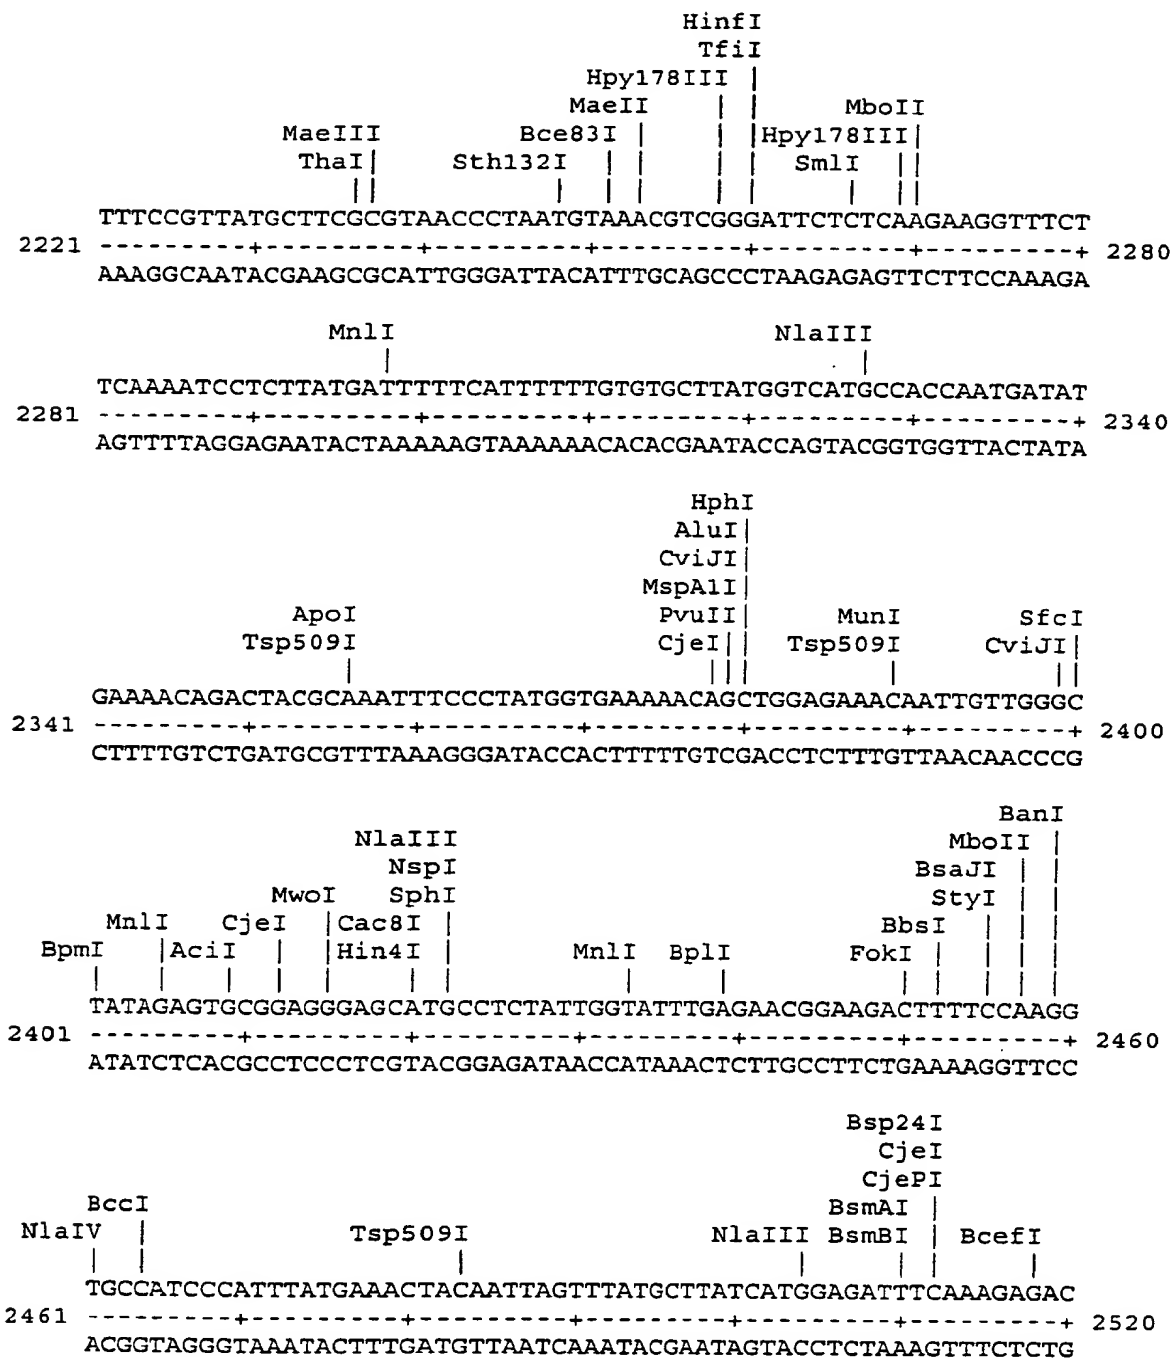 HinfI
TfiI
Hpy178III |
MaeII | |
MboII
MaeIII Bce83I | | |Hpy178III|
ThaI| Sth132I | | | | SmlI ||
|| | | | | | | ||
TTTCCGTTATGCTTCGCGTAACCCTAATGTAAACGTCGGGATTCTCTCAAGAAGGTTTCT
2221 ---------+---------+---------+---------+---------+---------+ 2280
AAAGGCAATACGAAGCGCATTGGGATTACATTTGCAGCCCTAAGAGAGTTCTTCCAAAGA
MnlI NlaIII
| |
TCAAAATCCTCTTATGATTTTTCATTTTTTGTGTGCTTATGGTCATGCCACCAATGATAT
2281 ---------+---------+---------+---------+---------+---------+ 2340
AGTTTTAGGAGAATACTAAAAAGTAAAAAACACACGAATACCAGTACGGTGGTTACTATA
HphI
AluI|
CviJI|
MspA1I|
ApoI PvuII| MunI SfcI
Tsp509I CjeI|| Tsp509I CviJI|
| ||| | ||
GAAAACAGACTACGCAAATTTCCCTATGGTGAAAAACAGCTGGAGAAACAATTGTTGGGC
2341 ---------+---------+---------+---------+---------+---------+ 2400
CTTTTGTCTGATGCGTTTAAAGGGATACCACTTTTTGTCGACCTCTTTGTTAACAACCCG
BanI
NlaIII MboII |
NspI BsaJI | |
MwoI SphI StyI | |
MnlI CjeI |Cac8I | BbsI | | |
BpmI |AciI | |Hin4I | MnlI BplI FokI | | | |
| | | | | | | | | | | | | |
TATAGAGTGCGGAGGGAGCATGCCTCTATTGGTATTTGAGAACGGAAGACTTTTCCAAGG
2401 ---------+---------+---------+---------+---------+---------+ 2460
ATATCTCACGCCTCCCTCGTACGGAGATAACCATAAACTCTTGCCTTCTGAAAAGGTTCC
Bsp24I
CjeI
CjePI
BccI BsmAI |
NlaIV | Tsp509I NlaIII BsmBI | BcefI
| | | | | | |
TGCCATCCCATTTATGAAACTACAATTAGTTTATGCTTATCATGGAGATTTCAAAGAGAC
2461 ---------+---------+---------+---------+---------+---------+ 2520
ACGGTAGGGTAAATACTTTGATGTTAATCAAATACGAATAGTACCTCTAAAGTTTCTCTG